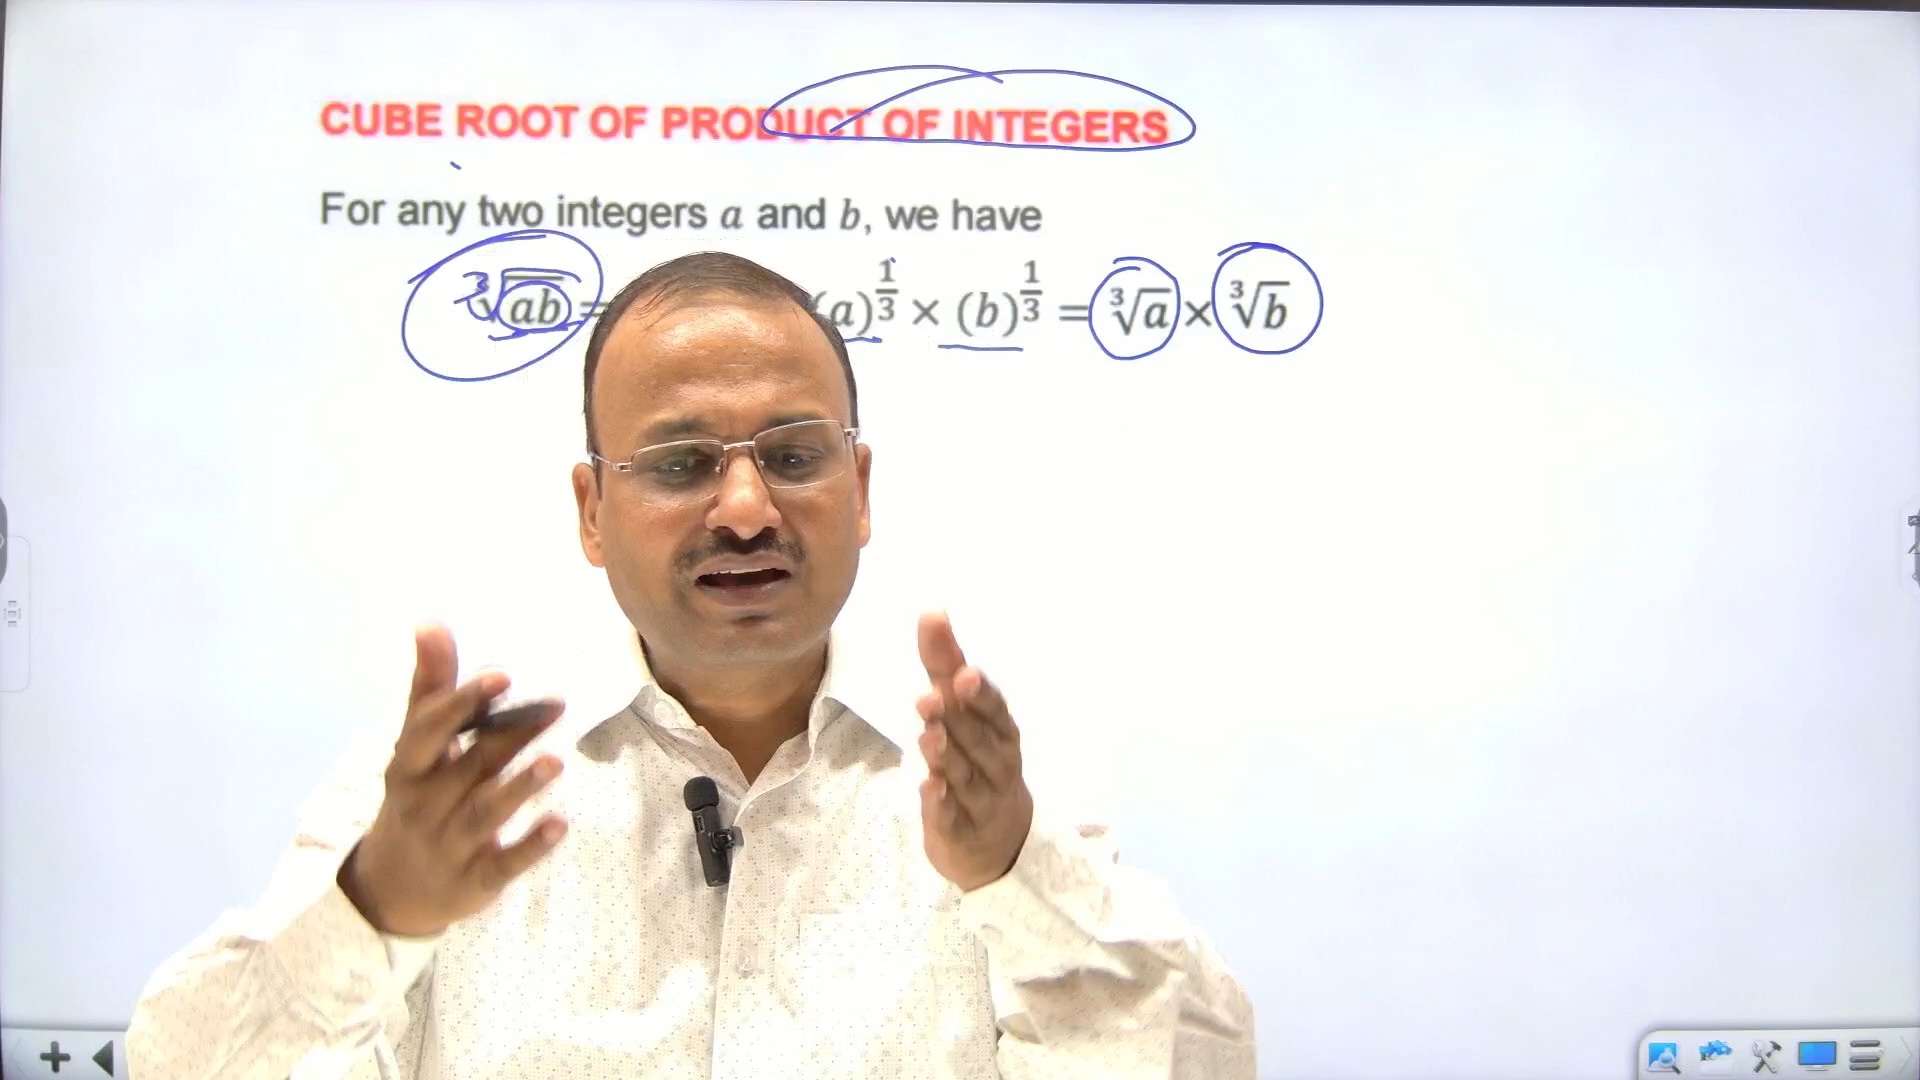 CUBE ROOT OF PRODUCT OF INTEGERS
For any two integers a and b, we have
∛ab = (a)^{1/3} × (b)^{1/3} = ∛a × ∛b